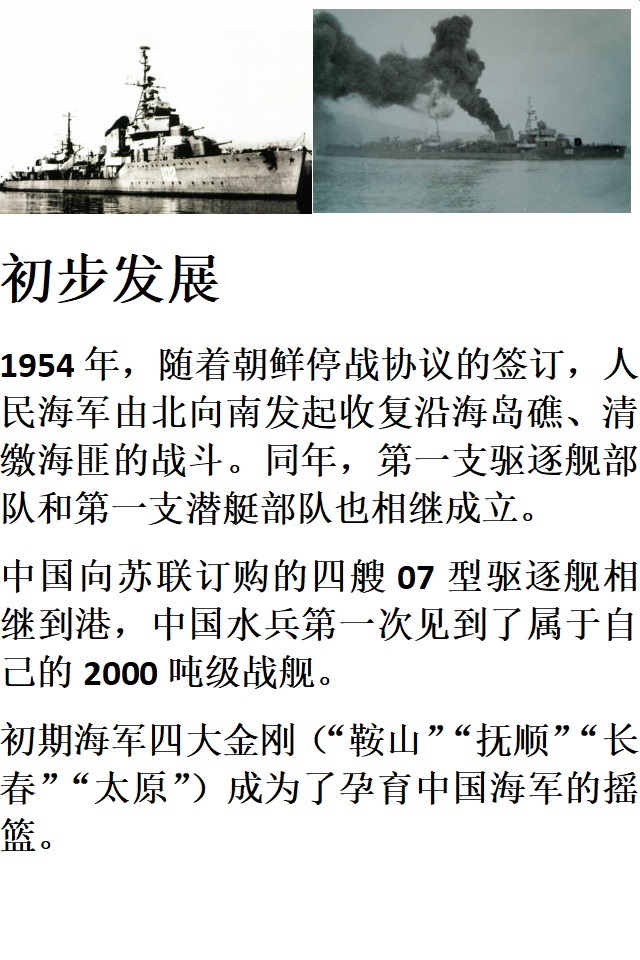 102
初步发展
1954 年，随着朝鲜停战协议的签订，人
民海军由北向南发起收复沿海岛礁、清
缴海匪的战斗。同年，第一支驱逐舰部
队和第一支潜艇部队也相继成立。
中国向苏联订购的四艘 07 型驱逐舰相
继到港，中国水兵第一次见到了属于自
己的 2000 吨级战舰。
初期海军四大金刚（“鞍山”“抚顺”“长
春”“太原”）成为了孕育中国海军的摇
篮。